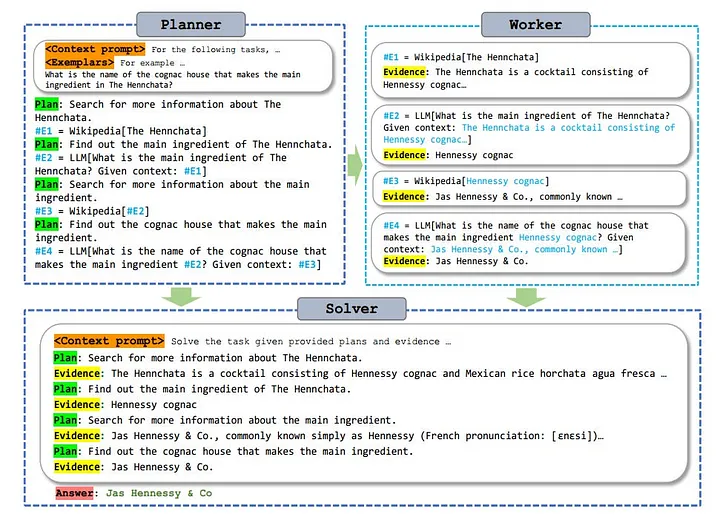 Planner
<Context prompt> For the following tasks, …
<Exemplars> For example …
What is the name of the cognac house that makes the main
ingredient in The Hennchata?
Plan: Search for more information about The
Hennchata.
#E1 = Wikipedia[The Hennchata]
Plan: Find out the main ingredient of The Hennchata.
#E2 = LLM[What is the main ingredient of The
Hennchata? Given context: #E1]
Plan: Search for more information about the main
ingredient.
#E3 = Wikipedia[#E2]
Plan: Find out the cognac house that makes the main
ingredient.
#E4 = LLM[What is the name of the cognac house that
makes the main ingredient #E2? Given context: #E3]
Worker
#E1 = Wikipedia[The Hennchata]
Evidence: The Hennchata is a cocktail consisting of
Hennessy cognac…
#E2 = LLM[What is the main ingredient of The Hennchata?
Given context: The Hennchata is a cocktail consisting of
Hennessy cognac…]
Evidence: Hennessy cognac
#E3 = Wikipedia[Hennessy cognac]
Evidence: Jas Hennessy & Co., commonly known …
#E4 = LLM[What is the name of the cognac house that
makes the main ingredient Hennessy cognac? Given
context: Jas Hennessy & Co., commonly known …]
Evidence: Jas Hennessy & Co.
Solver
<Context prompt> Solve the task given provided plans and evidence …
Plan: Search for more information about The Hennchata.
Evidence: The Hennchata is a cocktail consisting of Hennessy cognac and Mexican rice horchata agua fresca …
Plan: Find out the main ingredient of The Hennchata.
Evidence: Hennessy cognac
Plan: Search for more information about the main ingredient.
Evidence: Jas Hennessy & Co., commonly known simply as Hennessy (French pronunciation: [ɛnɛsi])…
Plan: Find out the cognac house that makes the main ingredient.
Evidence: Jas Hennessy & Co.
Answer: Jas Hennessy & Co